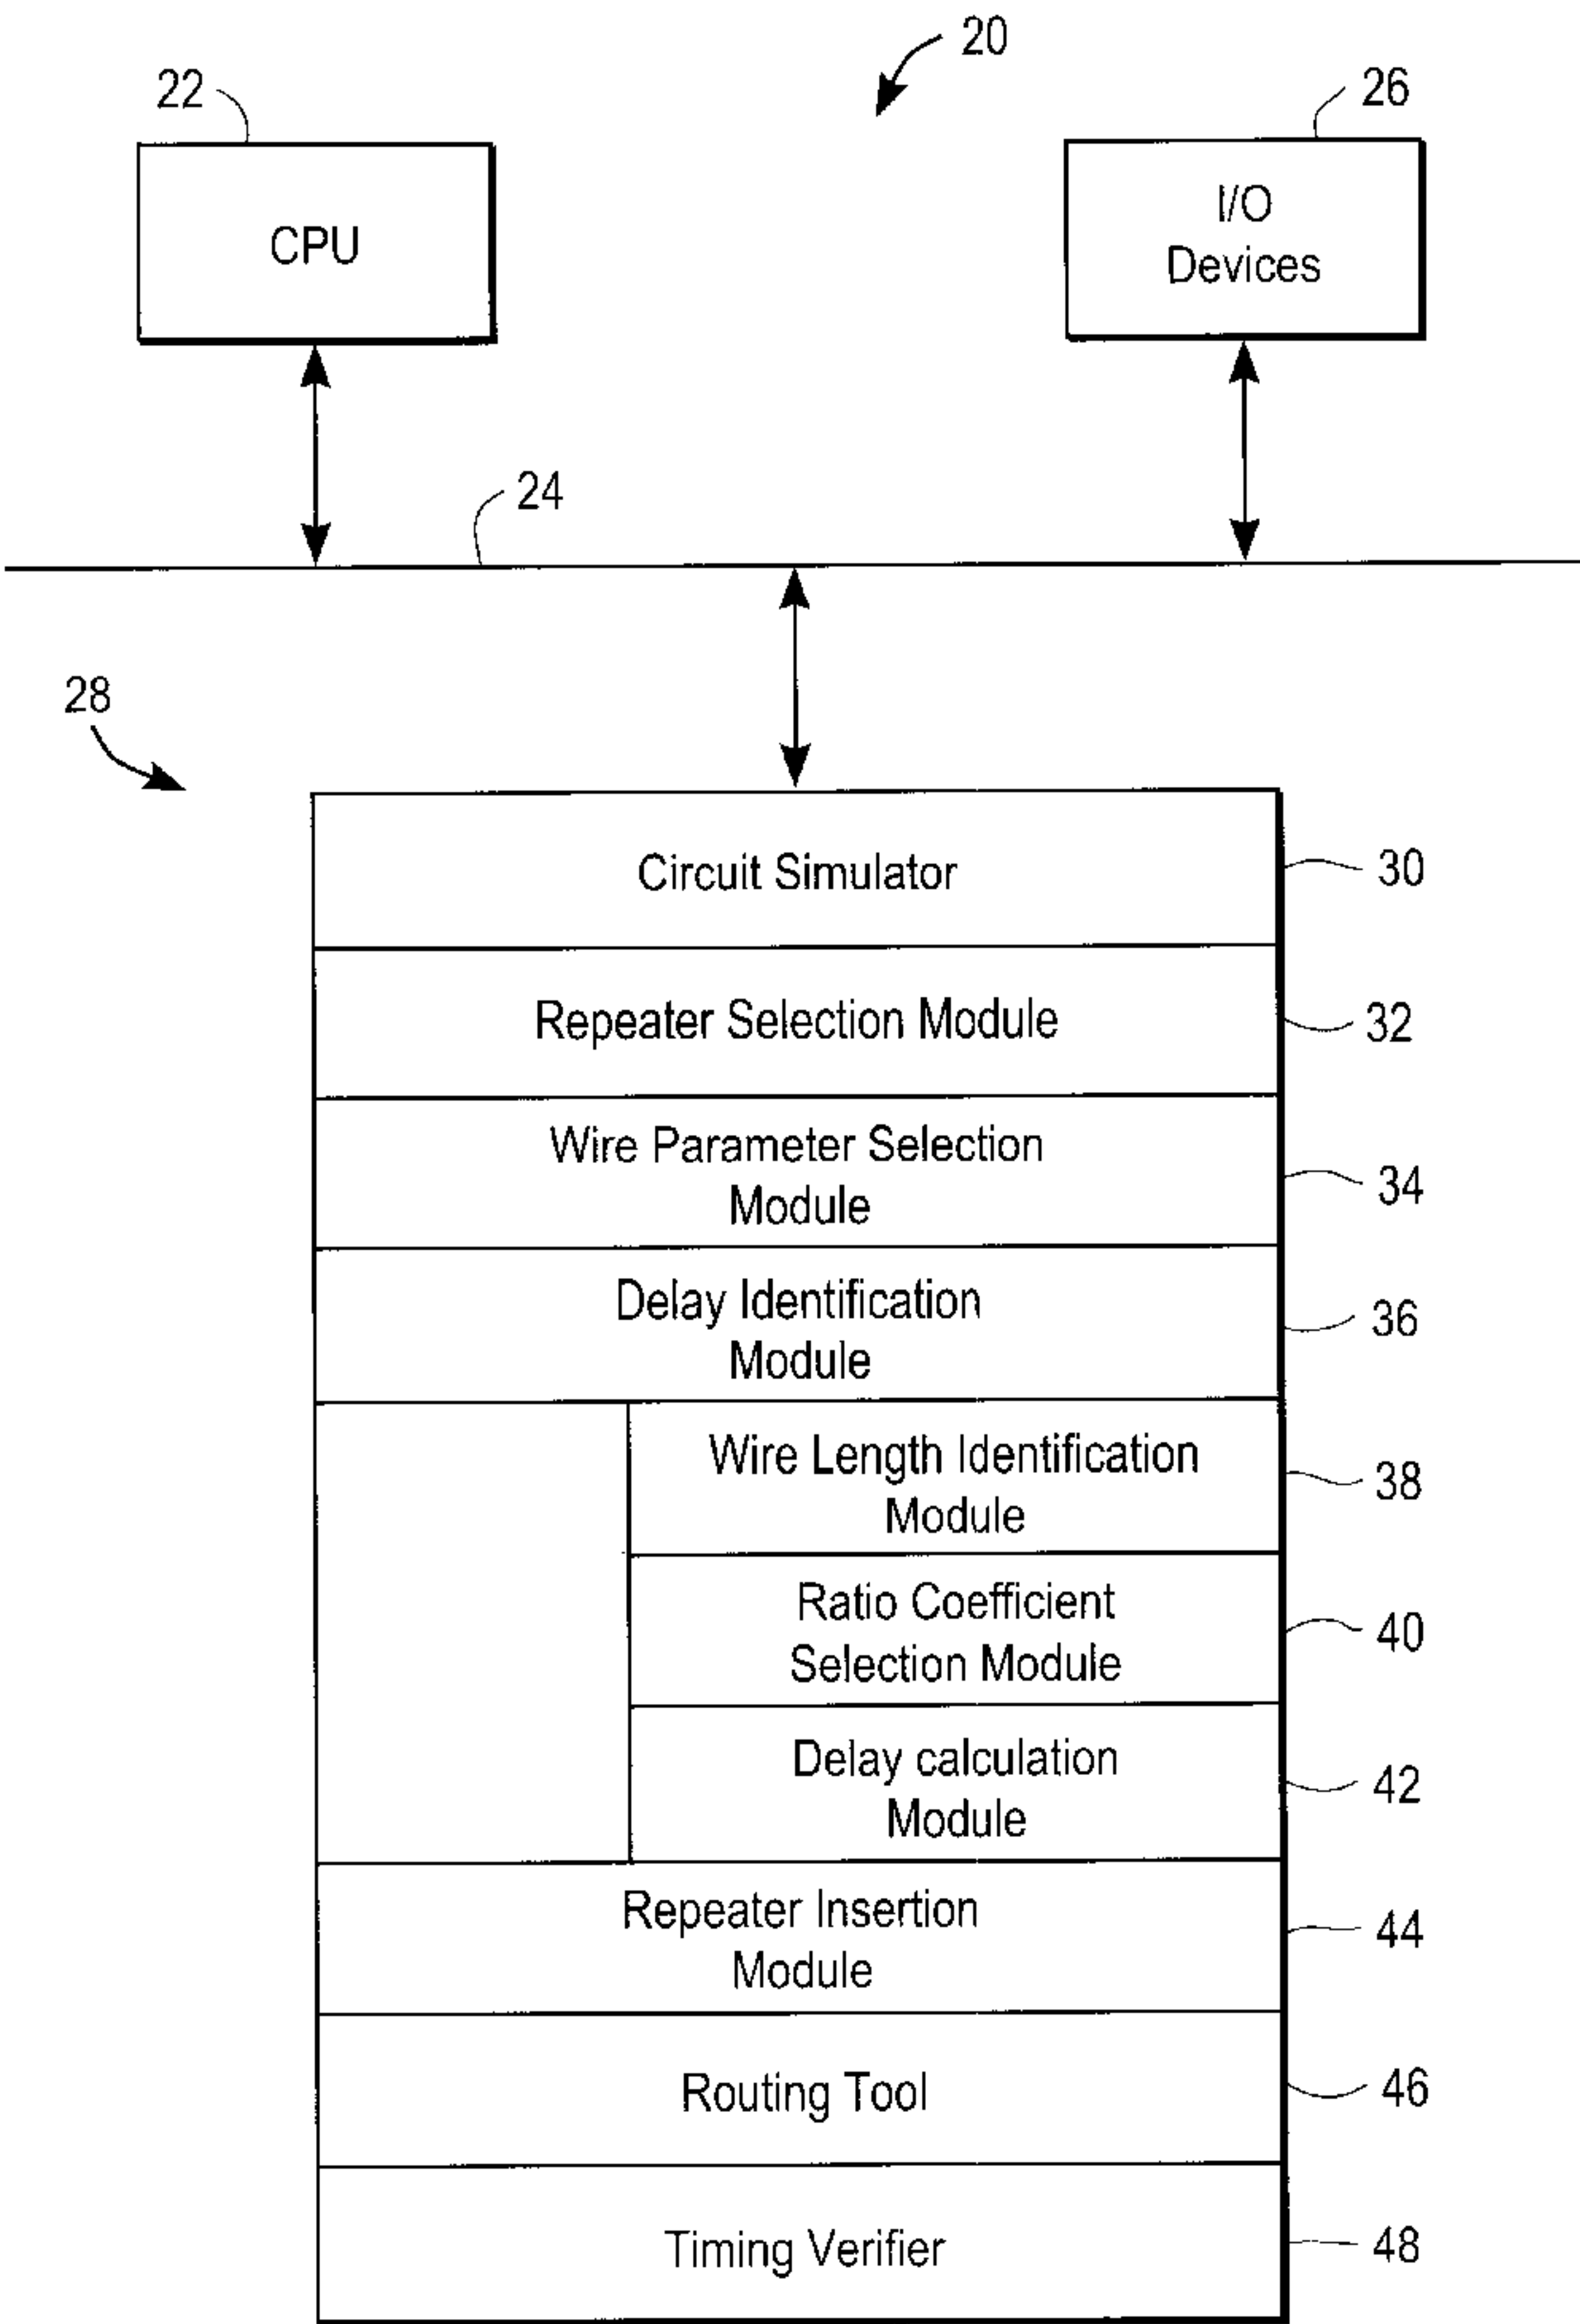 20
22
26
CPU
I/O
Devices
24
28
Circuit Simulator
30
Repeater Selection Module
32
Wire Parameter Selection
Module
34
Delay Identification
Module
36
Wire Length Identification
Module
38
Ratio Coefficient
Selection Module
40
Delay calculation
Module
42
Repeater Insertion
Module
44
Routing Tool
46
Timing Verifier
48